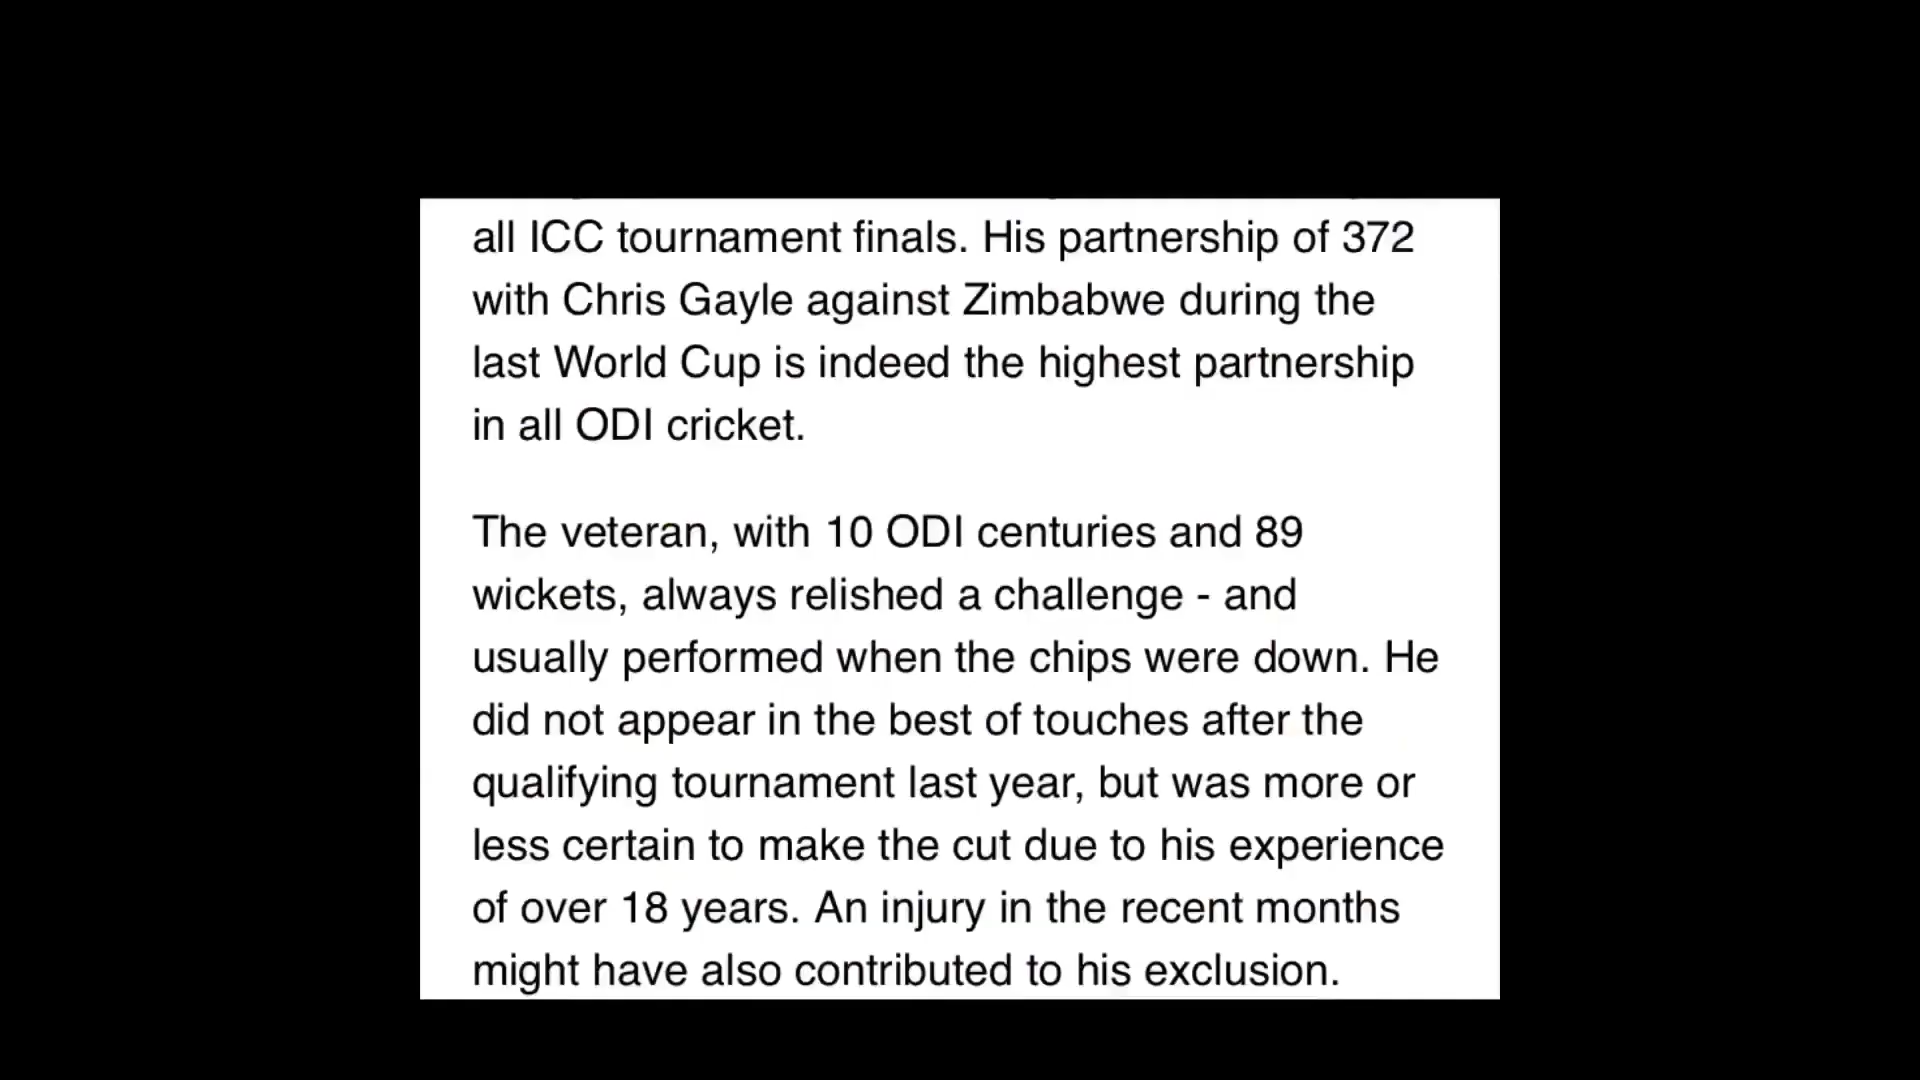 all ICC tournament finals. His partnership of 372
with Chris Gayle against Zimbabwe during the
last World Cup is indeed the highest partnership
in all ODI cricket.
The veteran, with 10 ODI centuries and 89
wickets, always relished a challenge - and
usually performed when the chips were down. He
did not appear in the best of touches after the
qualifying tournament last year, but was more or
less certain to make the cut due to his experience
of over 18 years. An injury in the recent months
might have also contributed to his exclusion.